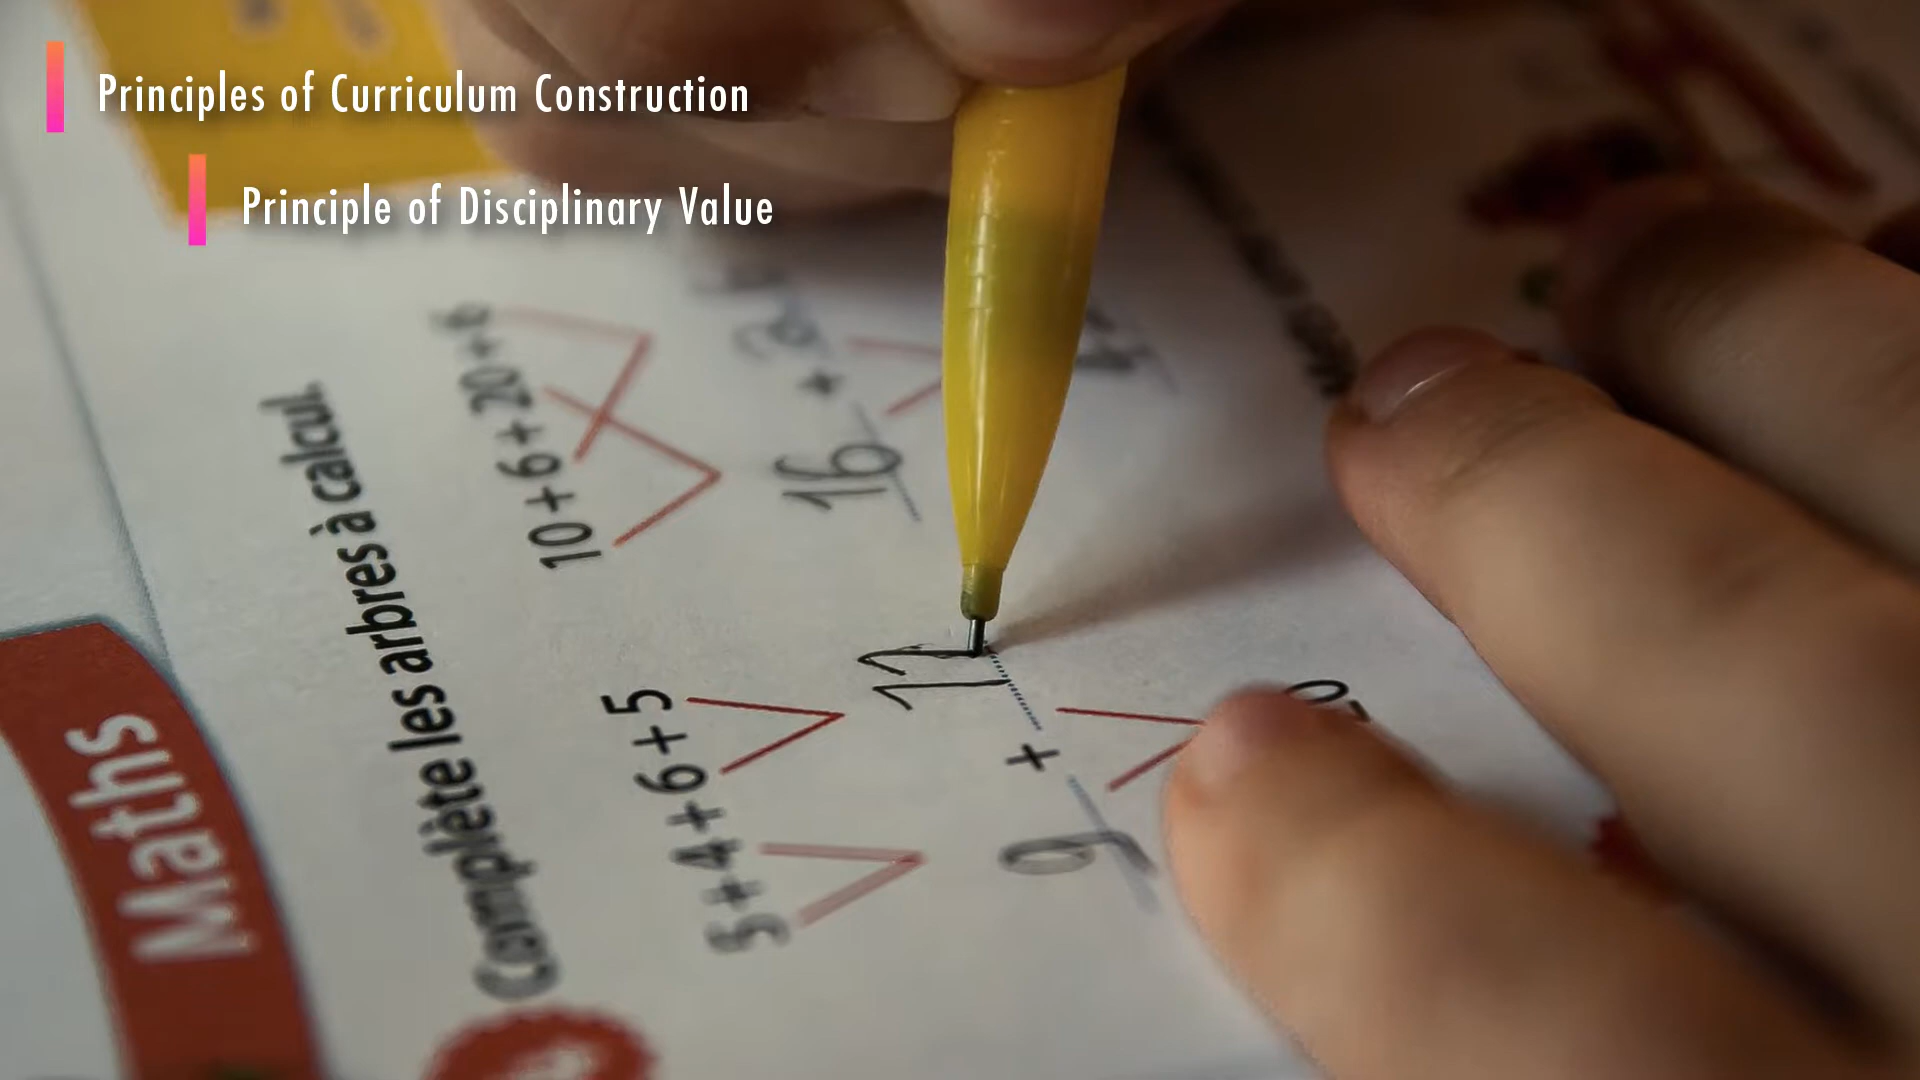 Principles of Curriculum Construction
Principle of Disciplinary Value
Maths
Complète les arbres à calcul.
5 + 4 + 6 + 5
9 + 11
10 + 6 + 20 + 6
16 +